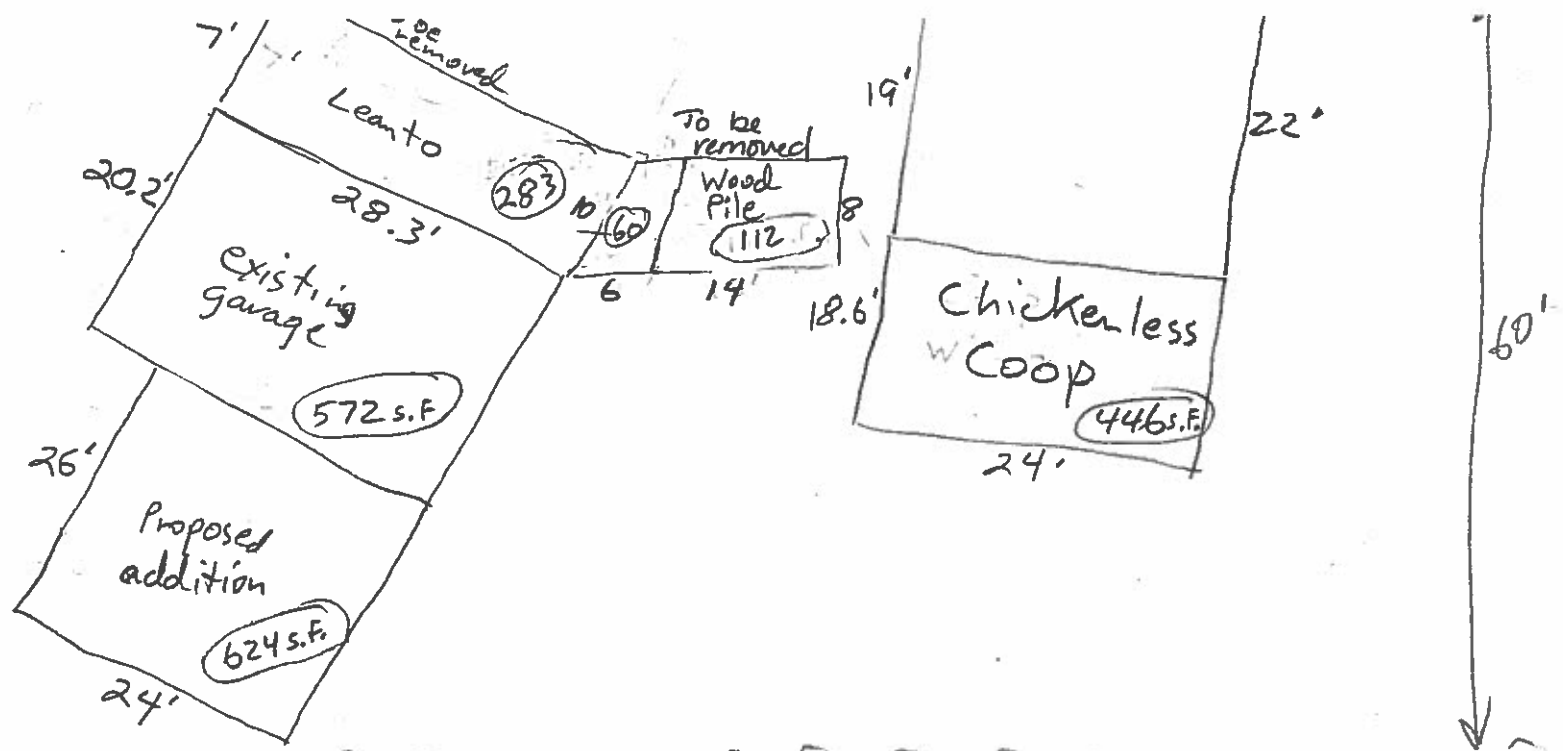 7'
7'
To be
removed
Leanto
283
10
60
To be
removed
Wood
Pile
112
8
6
14
20.2'
28.3'
existing
garage
572 s.f
26'
Proposed
addition
624 s.f.
24'
19'
22'
18.6'
Chickenless
Coop
446 s.f.
24'
60'